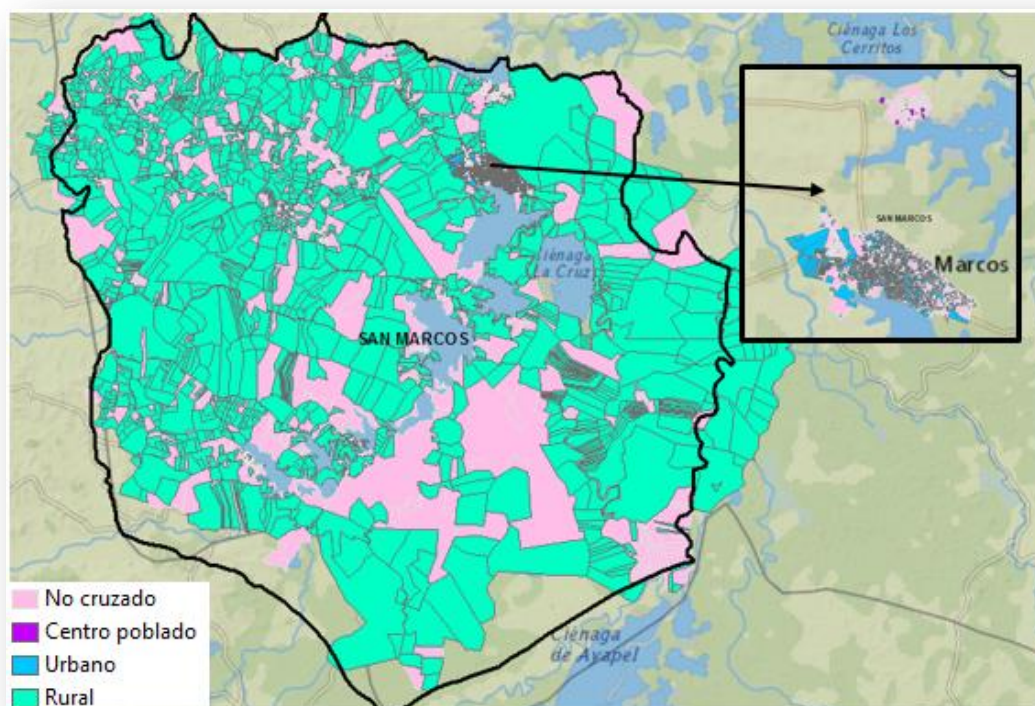 Ciénaga Los
Cerritos
SAN MARCOS
Marcos
Ciénaga
La Cruz
SAN MARCOS
Ciénaga
de Ayapel
No cruzado
Centro poblado
Urbano
Rural